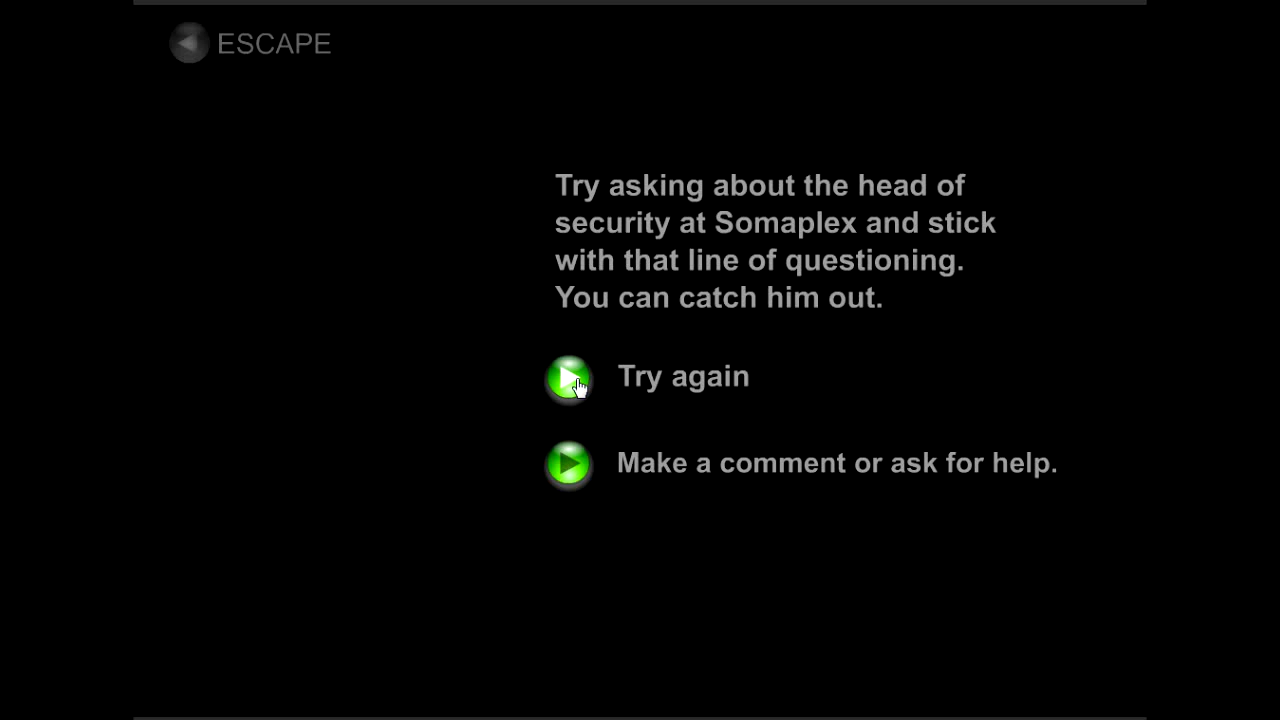 ESCAPE
Try asking about the head of
security at Somaplex and stick
with that line of questioning.
You can catch him out.
Try again
Make a comment or ask for help.